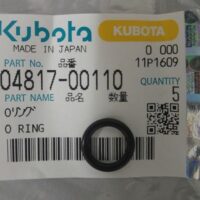 Kubota
KUBOTA
MADE IN JAPAN
0 000
PART No. 品番
11P1609
04817-00110
QUANTITY
PART NAME 品名 数量
5
Oリング
O RING